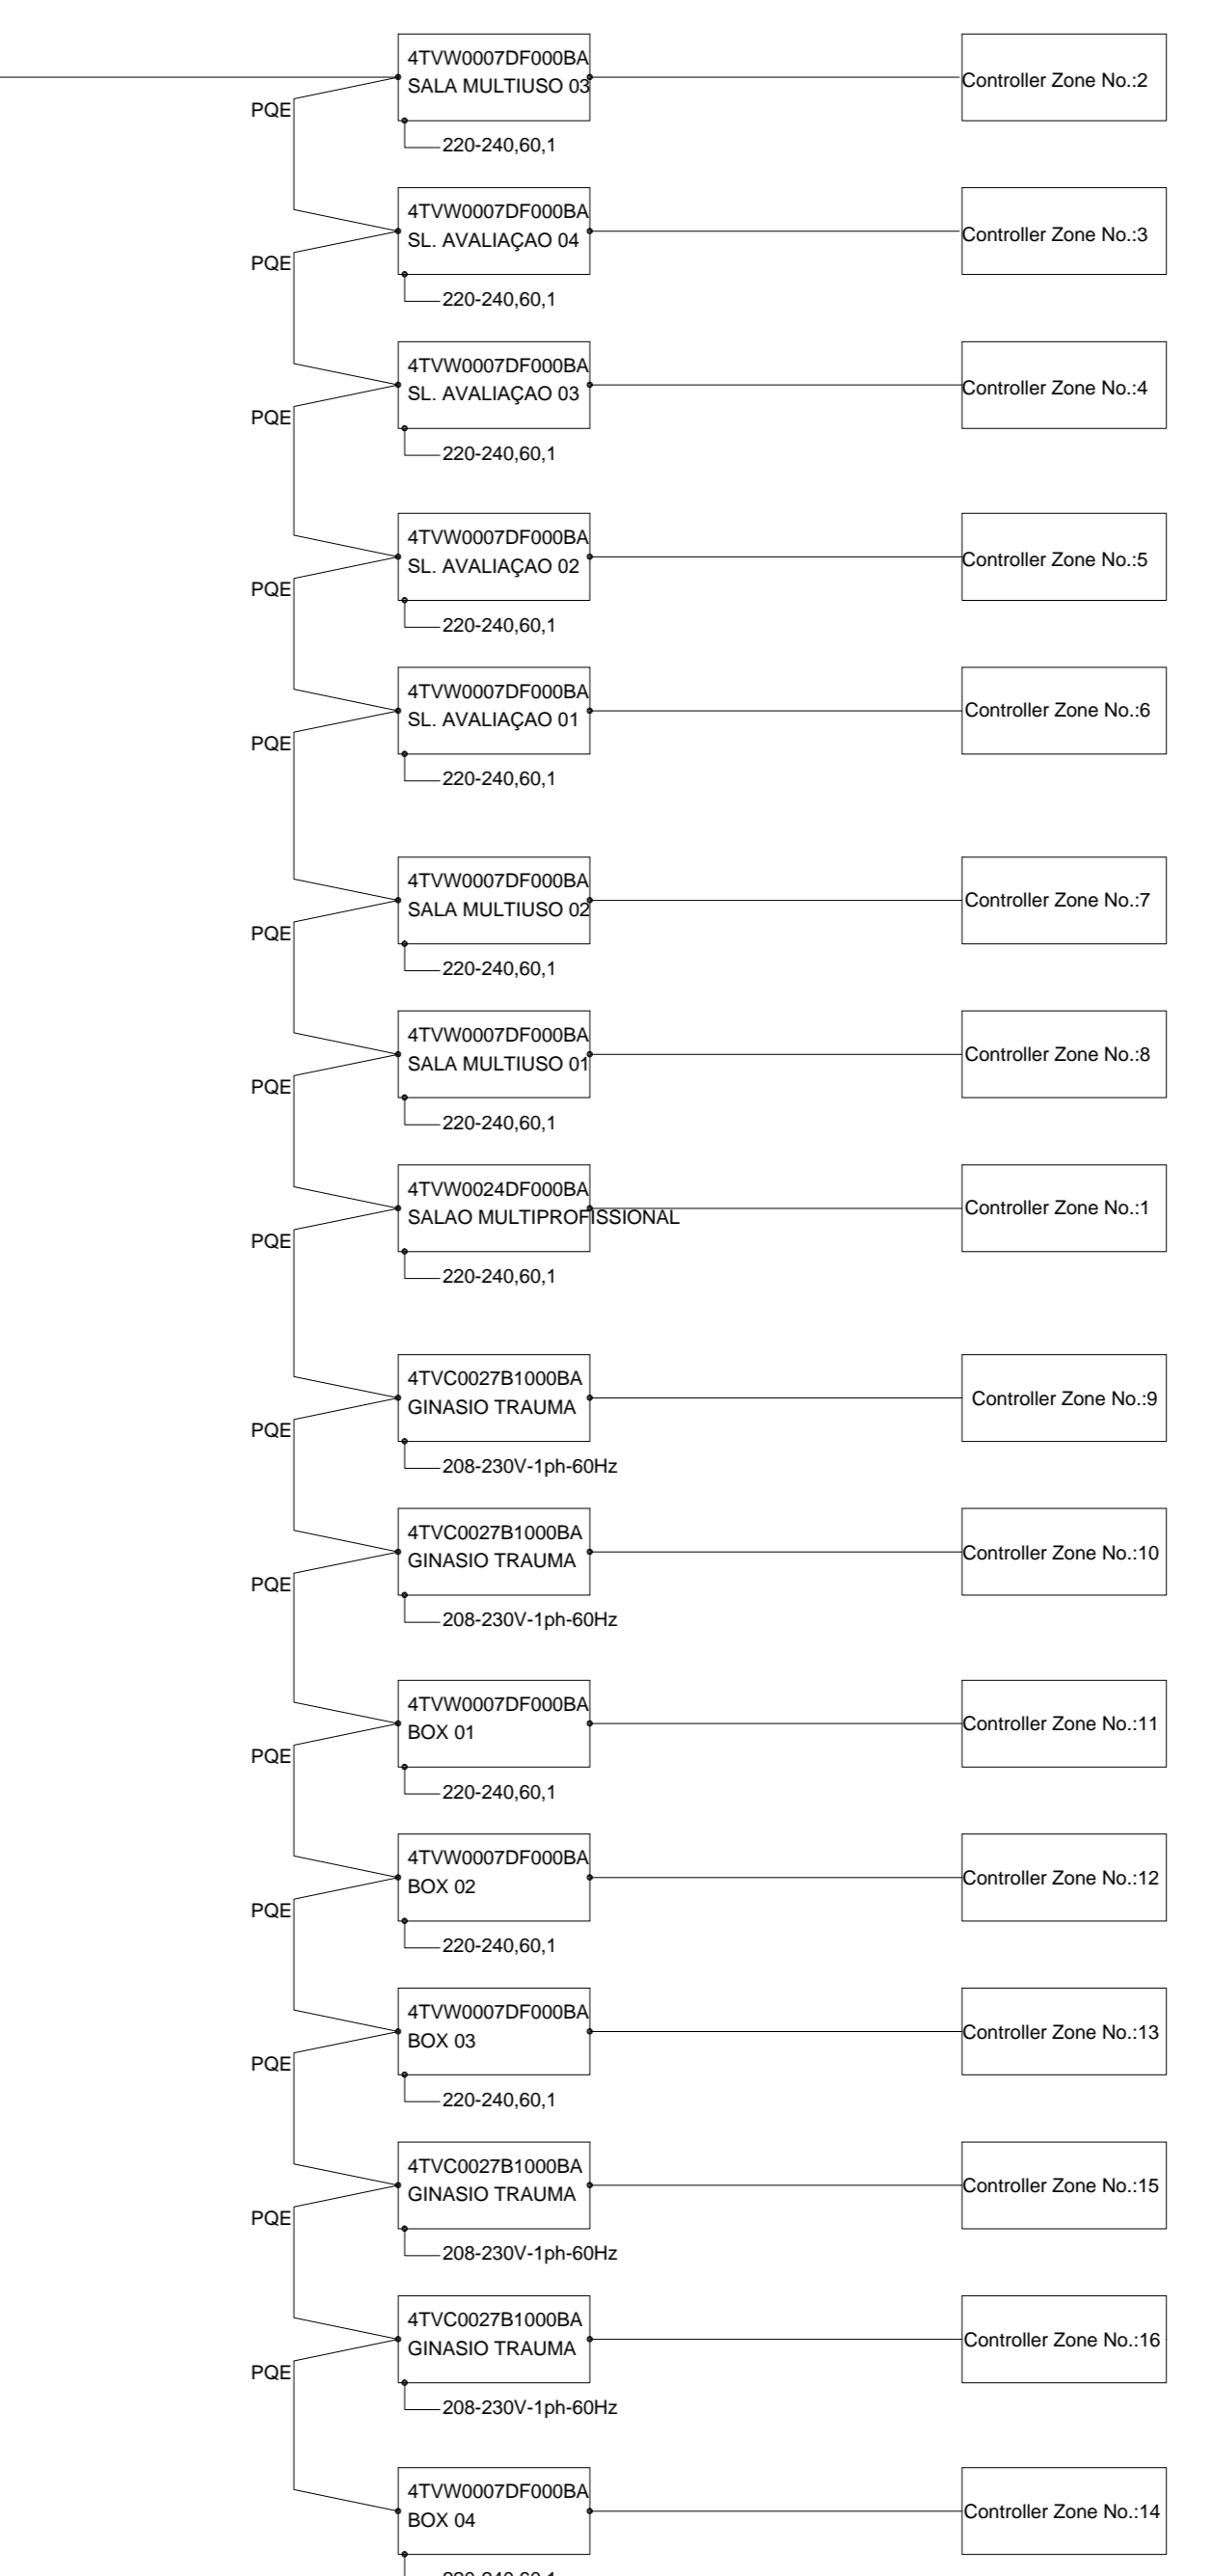 4TVW0007DF000BA
SALA MULTIUSO 03
Controller Zone No.:2
PQE
220-240,60,1
4TVW0007DF000BA
SL. AVALIAÇAO 04
Controller Zone No.:3
PQE
220-240,60,1
4TVW0007DF000BA
SL. AVALIAÇAO 03
Controller Zone No.:4
PQE
220-240,60,1
4TVW0007DF000BA
SL. AVALIAÇAO 02
Controller Zone No.:5
PQE
220-240,60,1
4TVW0007DF000BA
SL. AVALIAÇAO 01
Controller Zone No.:6
PQE
220-240,60,1
4TVW0007DF000BA
SALA MULTIUSO 02
Controller Zone No.:7
PQE
220-240,60,1
4TVW0007DF000BA
SALA MULTIUSO 01
Controller Zone No.:8
PQE
220-240,60,1
4TVW0024DF000BA
SALAO MULTIPROFISSIONAL
Controller Zone No.:1
PQE
220-240,60,1
4TVC0027B1000BA
GINASIO TRAUMA
Controller Zone No.:9
PQE
208-230V-1ph-60Hz
4TVC0027B1000BA
GINASIO TRAUMA
Controller Zone No.:10
PQE
208-230V-1ph-60Hz
4TVW0007DF000BA
BOX 01
Controller Zone No.:11
PQE
220-240,60,1
4TVW0007DF000BA
BOX 02
Controller Zone No.:12
PQE
220-240,60,1
4TVW0007DF000BA
BOX 03
Controller Zone No.:13
PQE
220-240,60,1
4TVC0027B1000BA
GINASIO TRAUMA
Controller Zone No.:15
PQE
208-230V-1ph-60Hz
4TVC0027B1000BA
GINASIO TRAUMA
Controller Zone No.:16
PQE
208-230V-1ph-60Hz
4TVW0007DF000BA
BOX 04
Controller Zone No.:14